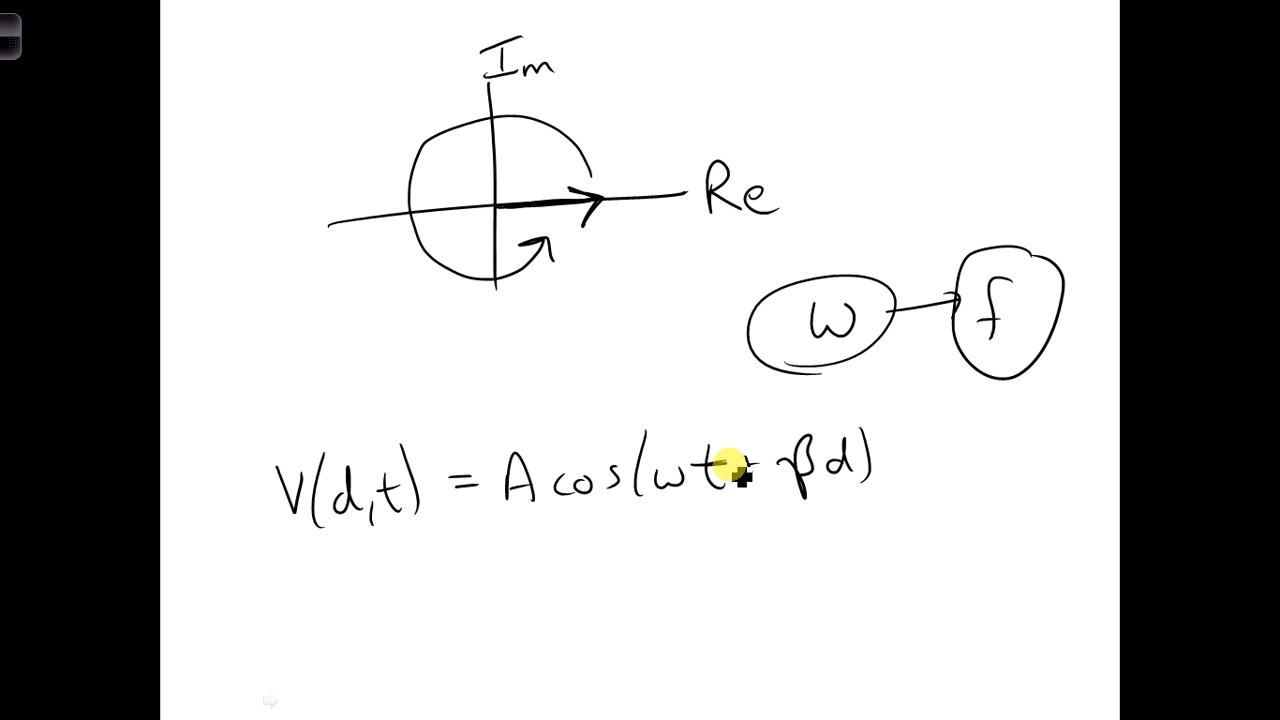 Im
Re
ω f
V(d,t) = A cos(ωt + βd)